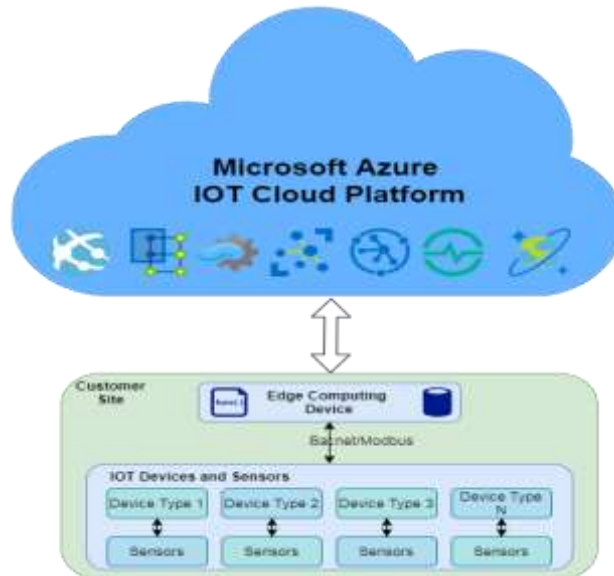 Microsoft Azure
IOT Cloud Platform
Customer
Site
Edge Computing
Device
Bacnet/Modbus
IOT Devices and Sensors
Device Type 1
Device Type 2
Device Type 3
Device Type
N
Sensors
Sensors
Sensors
Sensors